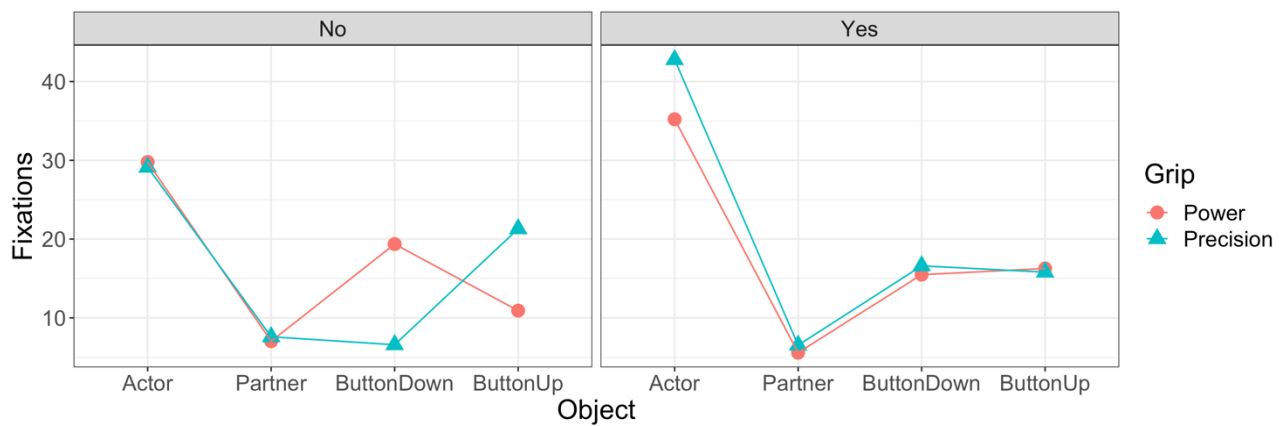 No
Yes
40
30
20
10
Fixations
Actor
Partner
ButtonDown
ButtonUp
Actor
Partner
ButtonDown
ButtonUp
Object
Grip
Power
Precision